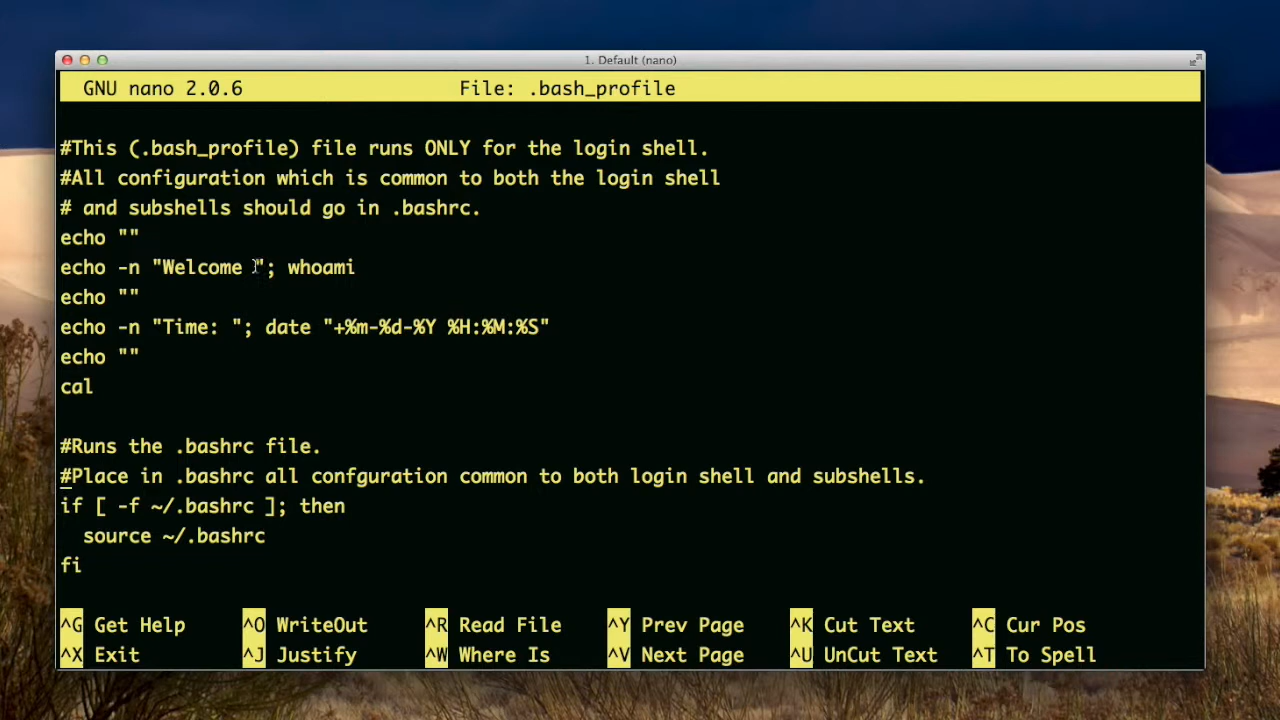 1. Default (nano)
GNU nano 2.0.6 File: .bash_profile
#This (.bash_profile) file runs ONLY for the login shell.
#All configuration which is common to both the login shell
# and subshells should go in .bashrc.
echo ""
echo -n "Welcome "; whoami
echo ""
echo -n "Time: "; date "+%m-%d-%Y %H:%M:%S"
echo ""
cal
#Runs the .bashrc file.
#Place in .bashrc all confguration common to both login shell and subshells.
if [ -f ~/.bashrc ]; then
  source ~/.bashrc
fi
^G Get Help ^O WriteOut ^R Read File ^Y Prev Page ^K Cut Text ^C Cur Pos
^X Exit ^J Justify ^W Where Is ^V Next Page ^U UnCut Text ^T To Spell